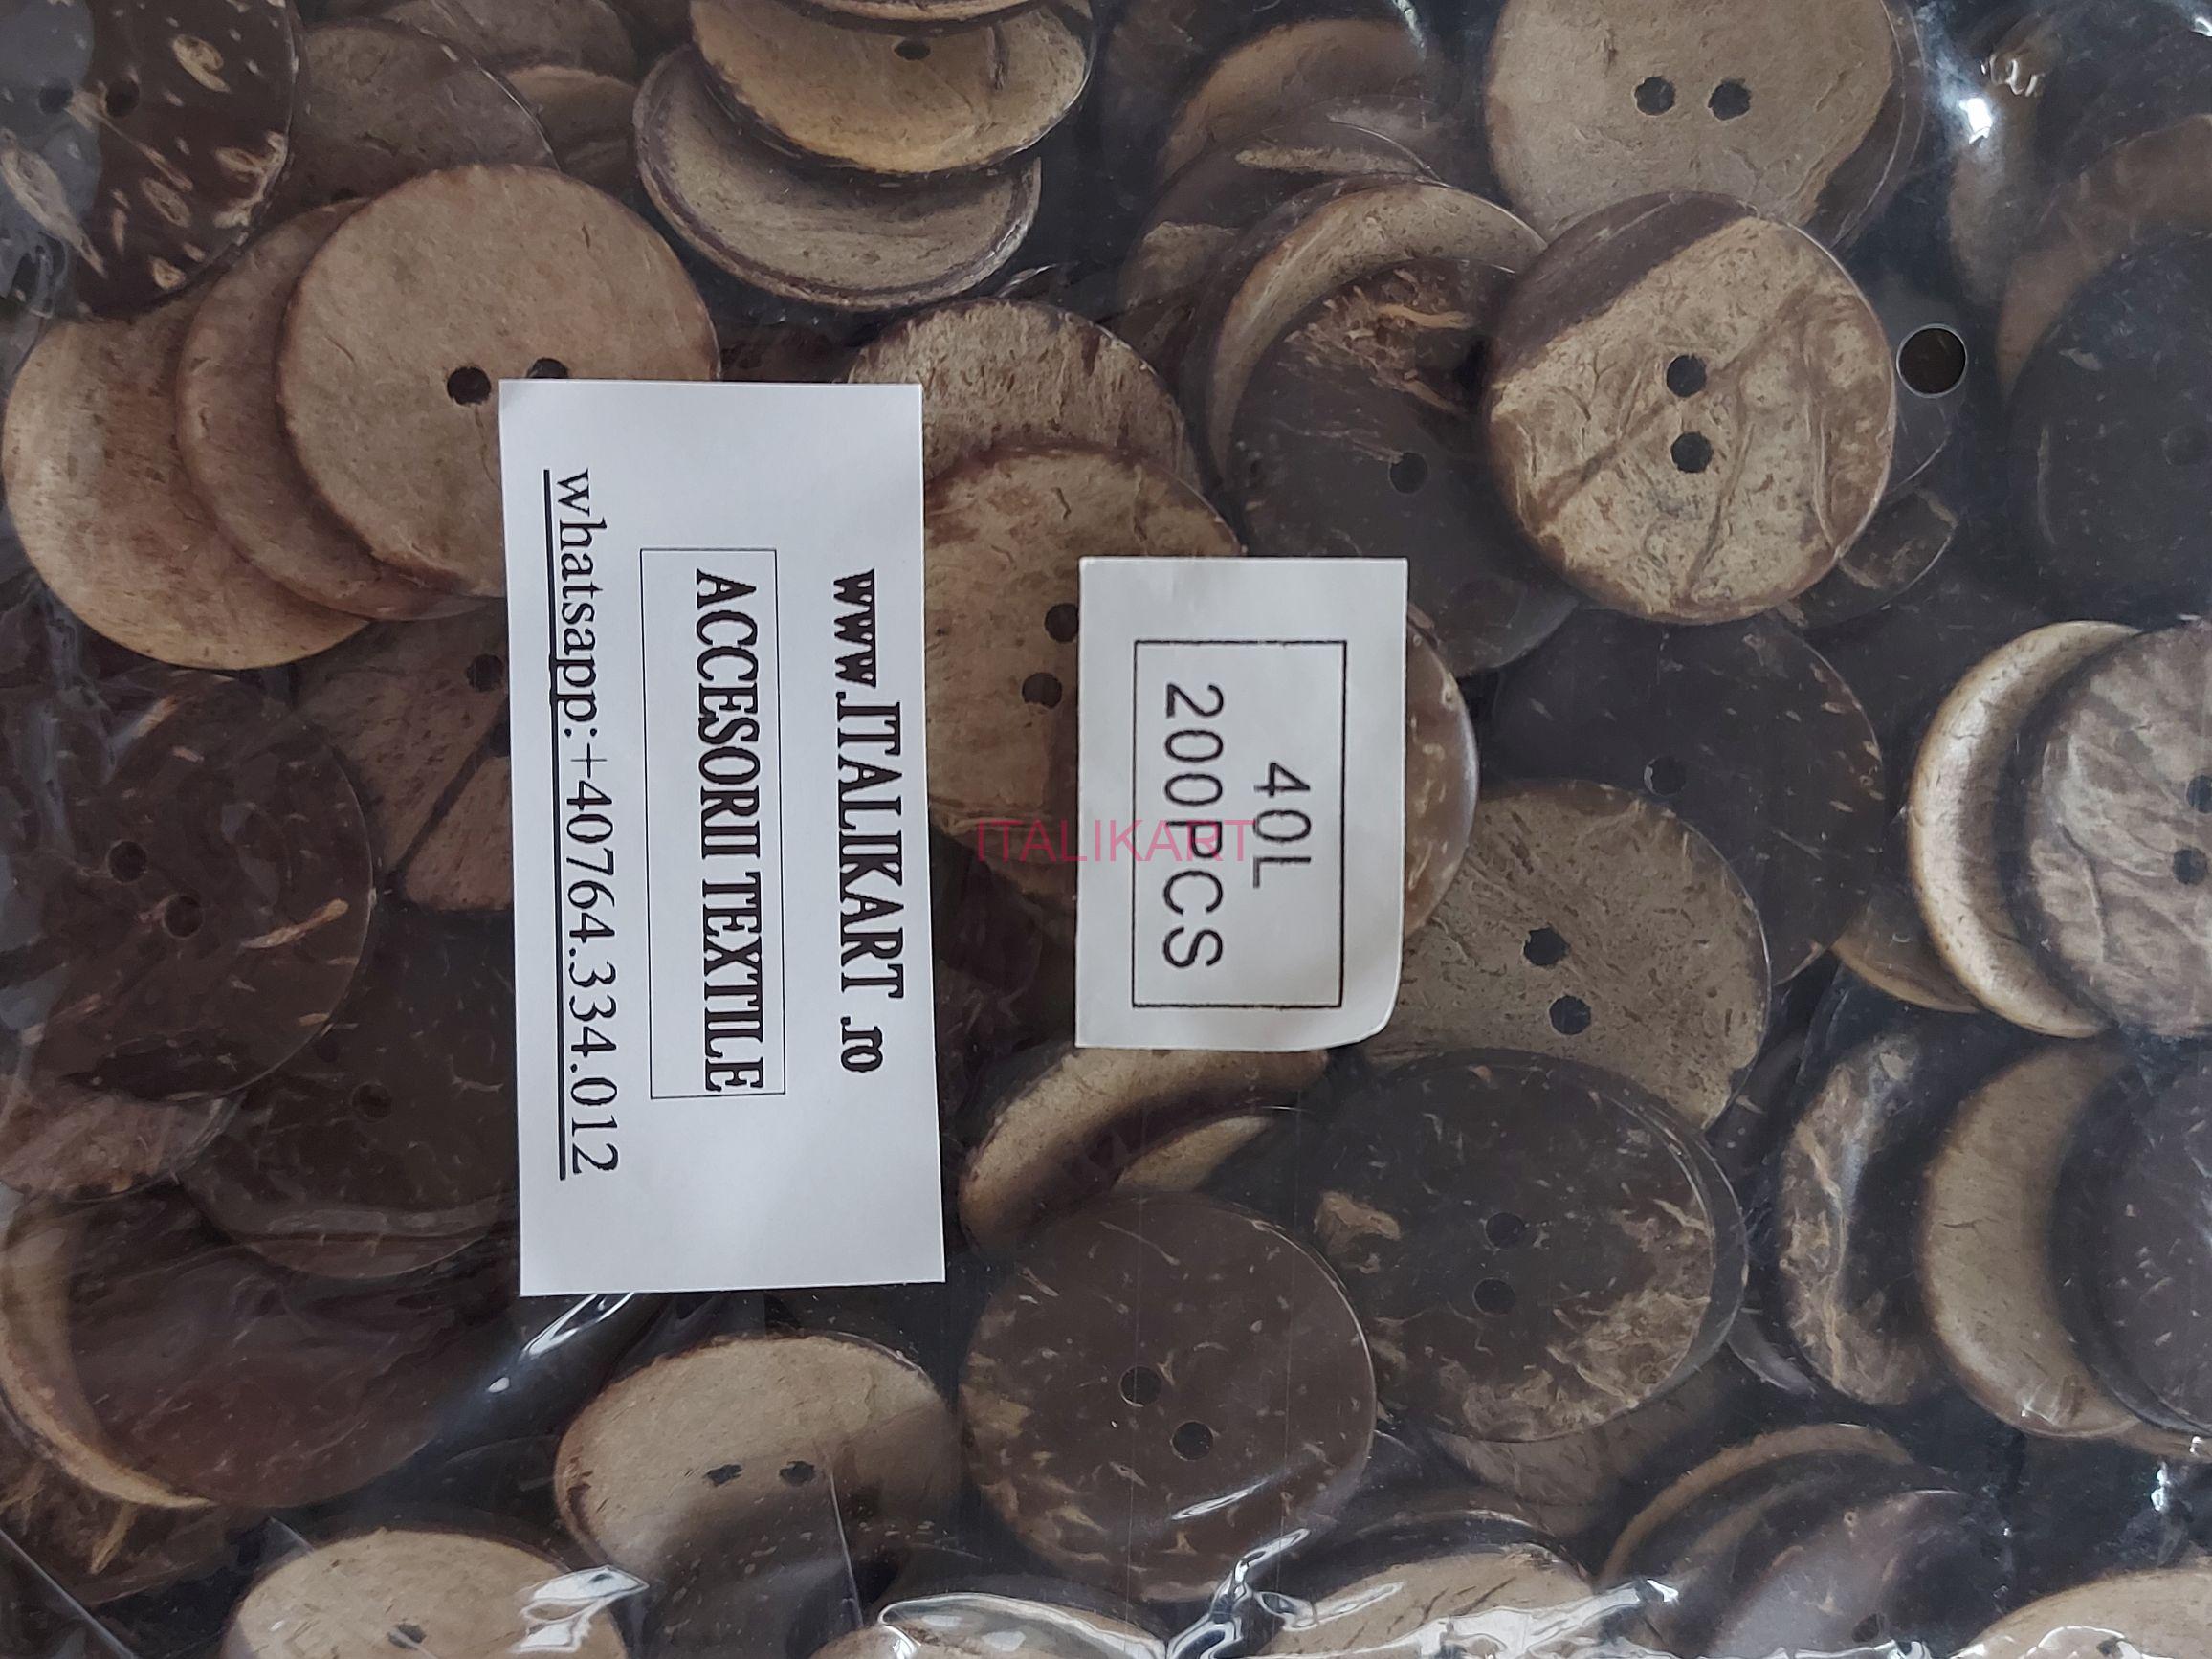 40L
200PCS
www.ITALIKART .ro
ACCESORII TEXTILE
whatsapp:+40764.334.012
ITALIKART